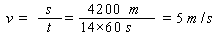 v = s/t = 4200 m / 14×60 s = 5 m/s